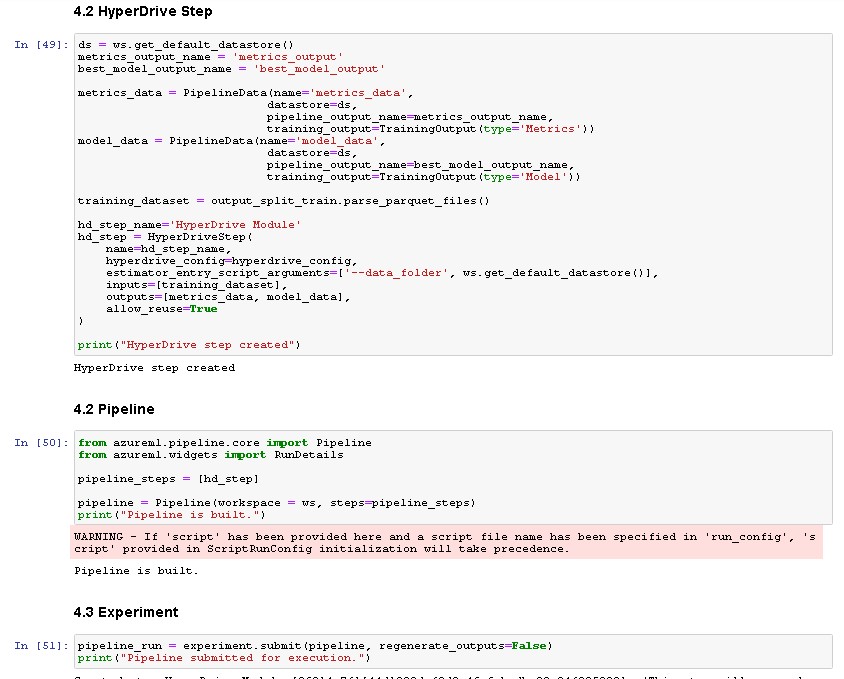 4.2 HyperDrive Step
In [49]:
ds = ws.get_default_datastore()
metrics_output_name = 'metrics_output'
best_model_output_name = 'best_model_output'
metrics_data = PipelineData(name='metrics_data',
datastore=ds,
pipeline_output_name=metrics_output_name,
training_output=TrainingOutput(type='Metrics'))
model_data = PipelineData(name='model_data',
datastore=ds,
pipeline_output_name=best_model_output_name,
training_output=TrainingOutput(type='Model'))
training_dataset = output_split_train.parse_parquet_files()
hd_step_name='HyperDrive Module'
hd_step = HyperDriveStep(
name=hd_step_name,
hyperdrive_config=hyperdrive_config,
estimator_entry_script_arguments=['--data_folder', ws.get_default_datastore()],
inputs=[training_dataset],
outputs=[metrics_data, model_data],
allow_reuse=True
)
print("HyperDrive step created")
HyperDrive step created
4.2 Pipeline
In [50]:
from azureml.pipeline.core import Pipeline
from azureml.widgets import RunDetails
pipeline_steps = [hd_step]
pipeline = Pipeline(workspace = ws, steps=pipeline_steps)
print("Pipeline is built.")
WARNING - If 'script' has been provided here and a script file name has been specified in 'run_config', 's
cript' provided in ScriptRunConfig initialization will take precedence.
Pipeline is built.
4.3 Experiment
In [51]:
pipeline_run = experiment.submit(pipeline, regenerate_outputs=False)
print("Pipeline submitted for execution.")